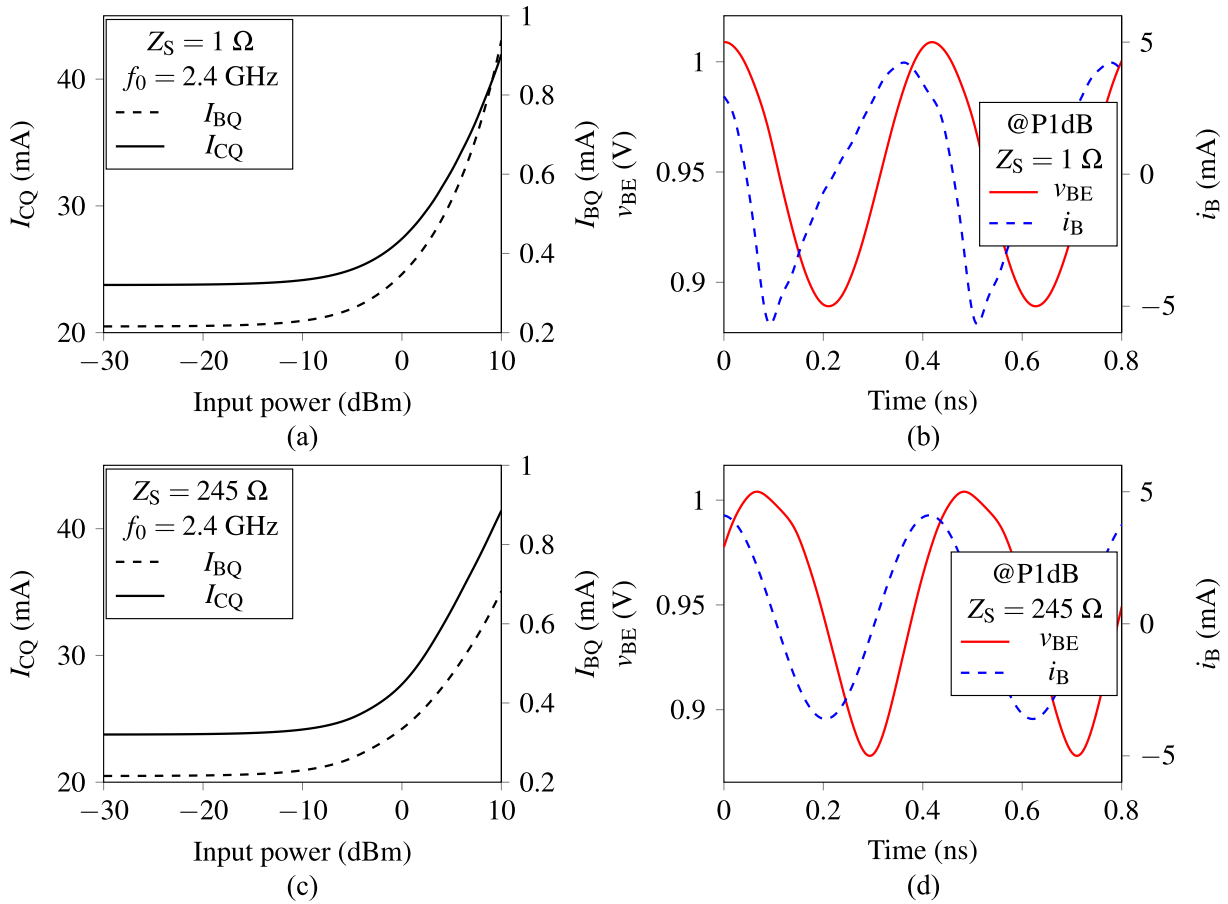 Z_S = 1 Ω
f_0 = 2.4 GHz
I_BQ
I_CQ
40
30
20
I_CQ (mA)
1
0.8
0.6
0.4
0.2
I_BQ (mA)
−30 −20 −10 0 10
Input power (dBm)
(a)
@P1dB
Z_S = 1 Ω
v_BE
i_B
1
0.95
0.9
v_BE (V)
5
0
−5
i_B (mA)
0 0.2 0.4 0.6 0.8
Time (ns)
(b)
Z_S = 245 Ω
f_0 = 2.4 GHz
I_BQ
I_CQ
40
30
20
I_CQ (mA)
1
0.8
0.6
0.4
0.2
I_BQ (mA)
−30 −20 −10 0 10
Input power (dBm)
(c)
@P1dB
Z_S = 245 Ω
v_BE
i_B
1
0.95
0.9
v_BE (V)
5
0
−5
i_B (mA)
0 0.2 0.4 0.6 0.8
Time (ns)
(d)